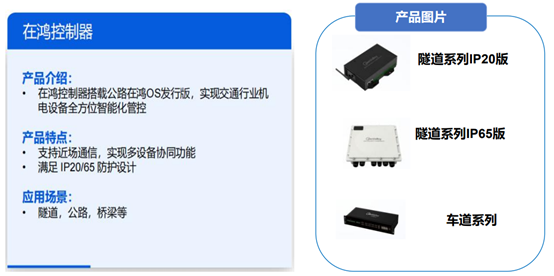 在鸿控制器
产品介绍：
• 在鸿控制器搭载公路在鸿OS发行版，实现交通行业机
电设备全方位智能化管控
产品特点：
• 支持近场通信，实现多设备协同功能
• 满足 IP20/65 防护设计
应用场景：
• 隧道，公路，桥梁等
产品图片
隧道系列IP20版
隧道系列IP65版
车道系列